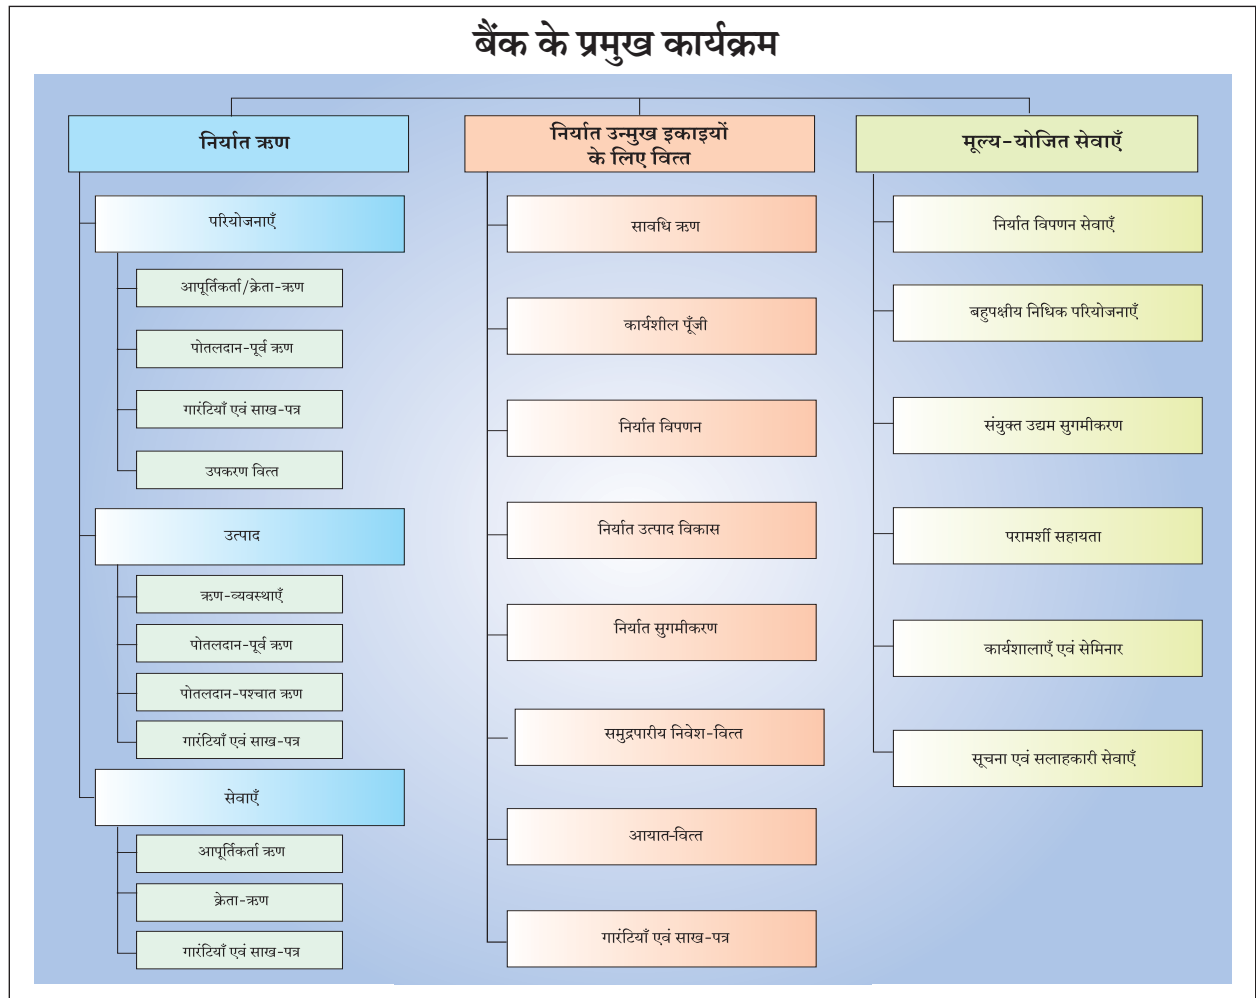 बैंक के प्रमुख कार्यक्रम
निर्यात ऋण
परियोजनाएँ
आपूर्तिकर्ता/क्रेता-ऋण
पोतलदान-पूर्व ऋण
गारंटियाँ एवं साख-पत्र
उपकरण वित्त
उत्पाद
ऋण-व्यवस्थाएँ
पोतलदान-पूर्व ऋण
पोतलदान-पश्चात ऋण
गारंटियाँ एवं साख-पत्र
सेवाएँ
आपूर्तिकर्ता ऋण
क्रेता-ऋण
गारंटियाँ एवं साख-पत्र
निर्यात उन्मुख इकाइयों
के लिए वित्त
सावधि ऋण
कार्यशील पूँजी
निर्यात विपणन
निर्यात उत्पाद विकास
निर्यात सुगमीकरण
समुद्रपारीय निवेश-वित्त
आयात-वित्त
गारंटियाँ एवं साख-पत्र
मूल्य-योजित सेवाएँ
निर्यात विपणन सेवाएँ
बहुपक्षीय निधिक परियोजनाएँ
संयुक्त उद्यम सुगमीकरण
परामर्शी सहायता
कार्यशालाएँ एवं सेमिनार
सूचना एवं सलाहकारी सेवाएँ